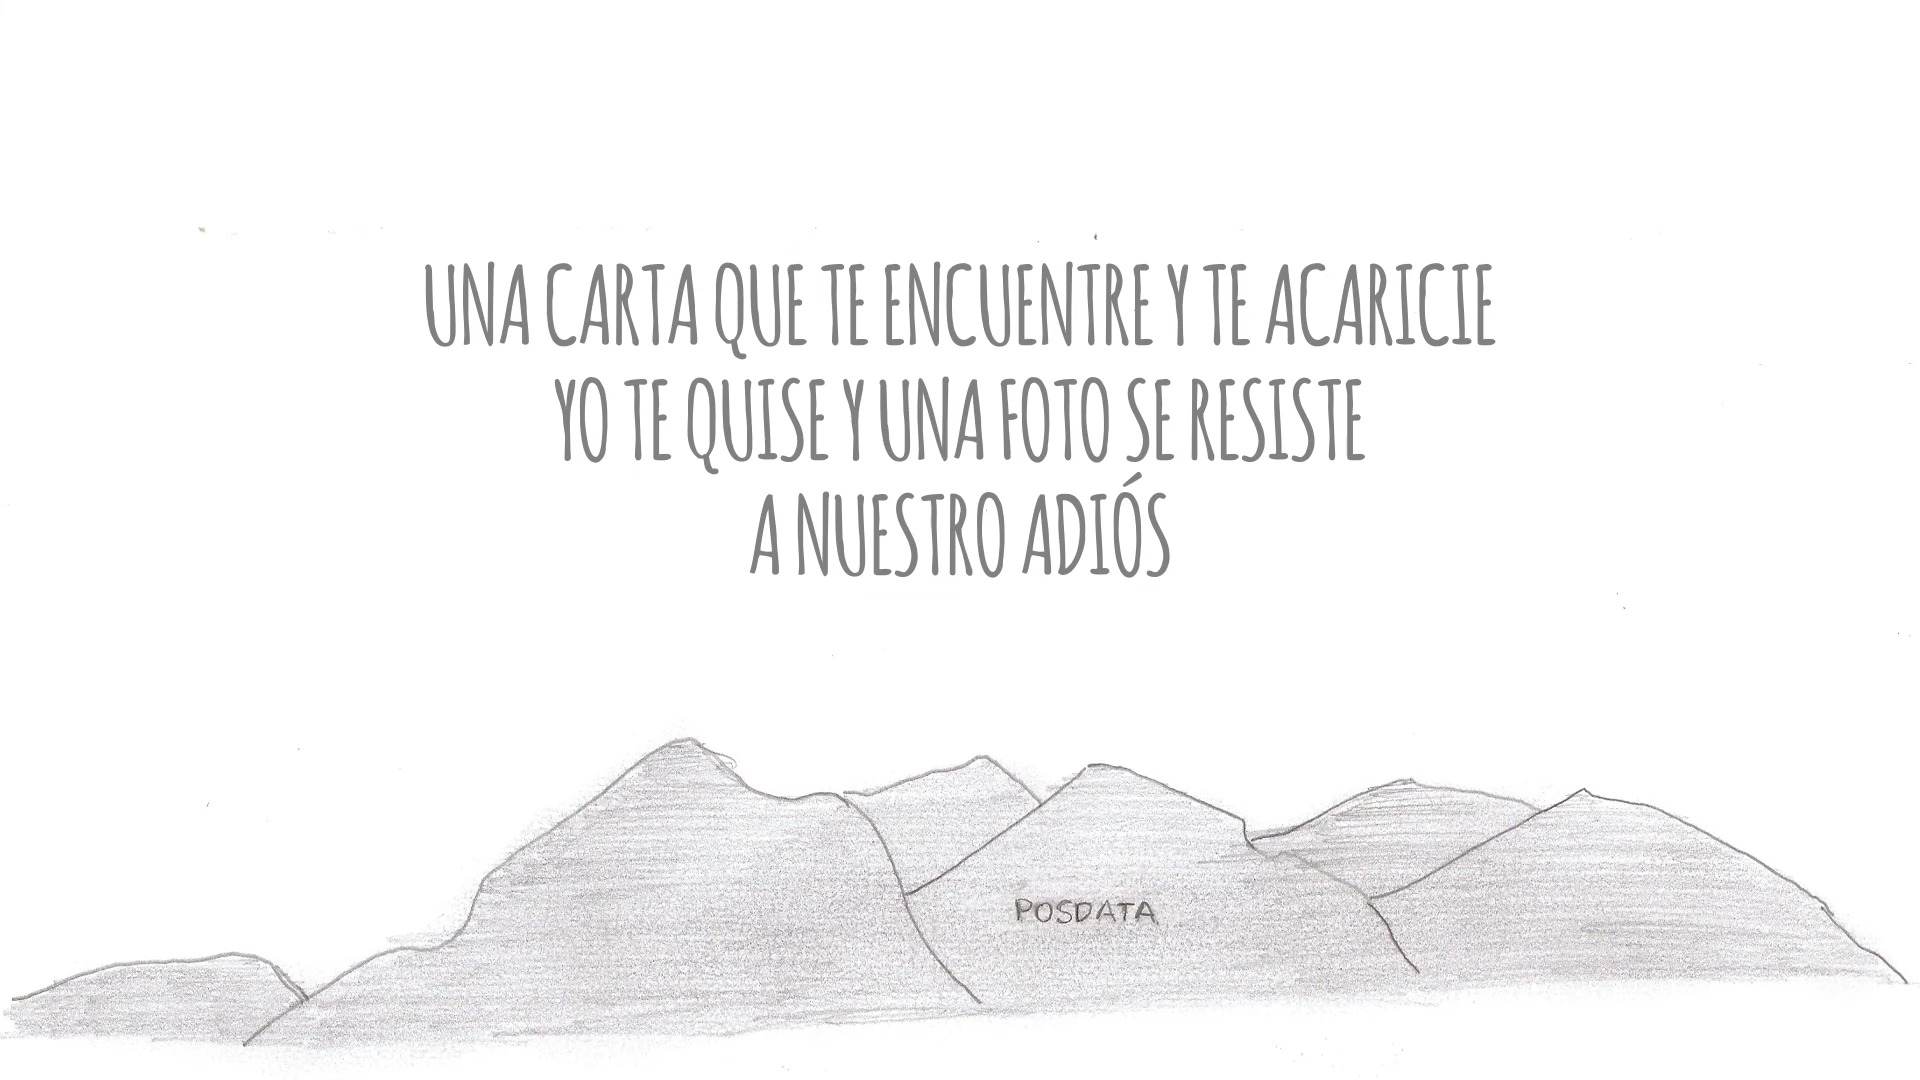 UNA CARTA QUE TE ENCUENTRE Y TE ACARICIE
YO TE QUISE Y UNA FOTO SE RESISTE
A NUESTRO ADIÓS
POSDATA